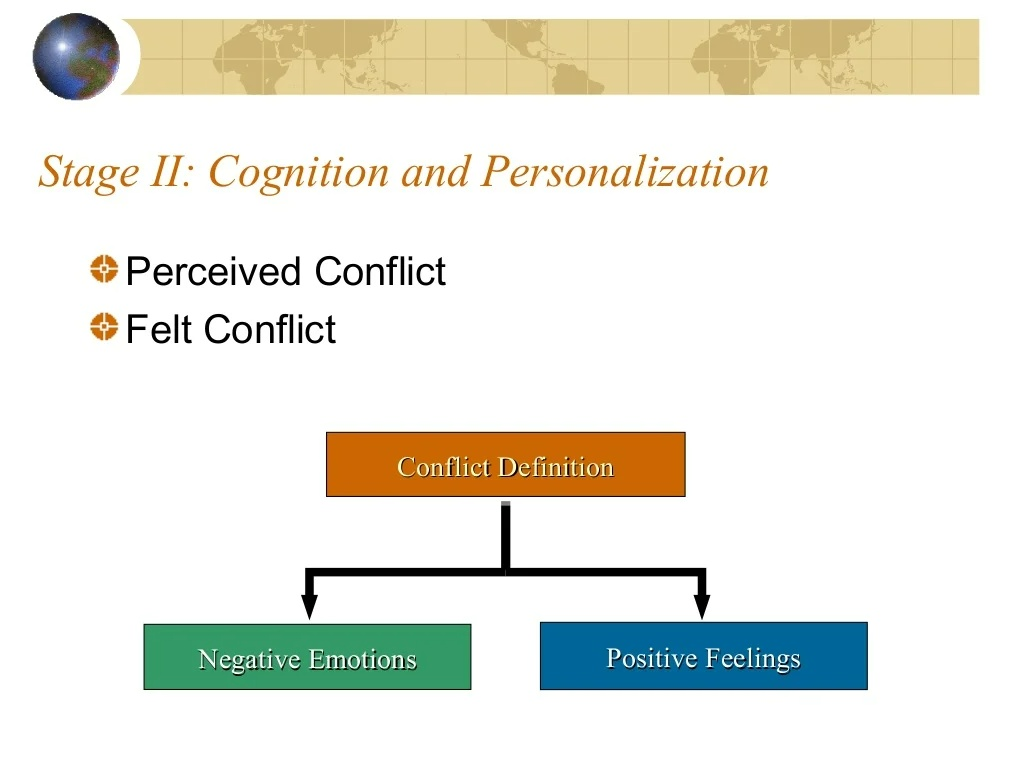 Stage II: Cognition and Personalization
Perceived Conflict
Felt Conflict
Conflict Definition
Negative Emotions
Positive Feelings